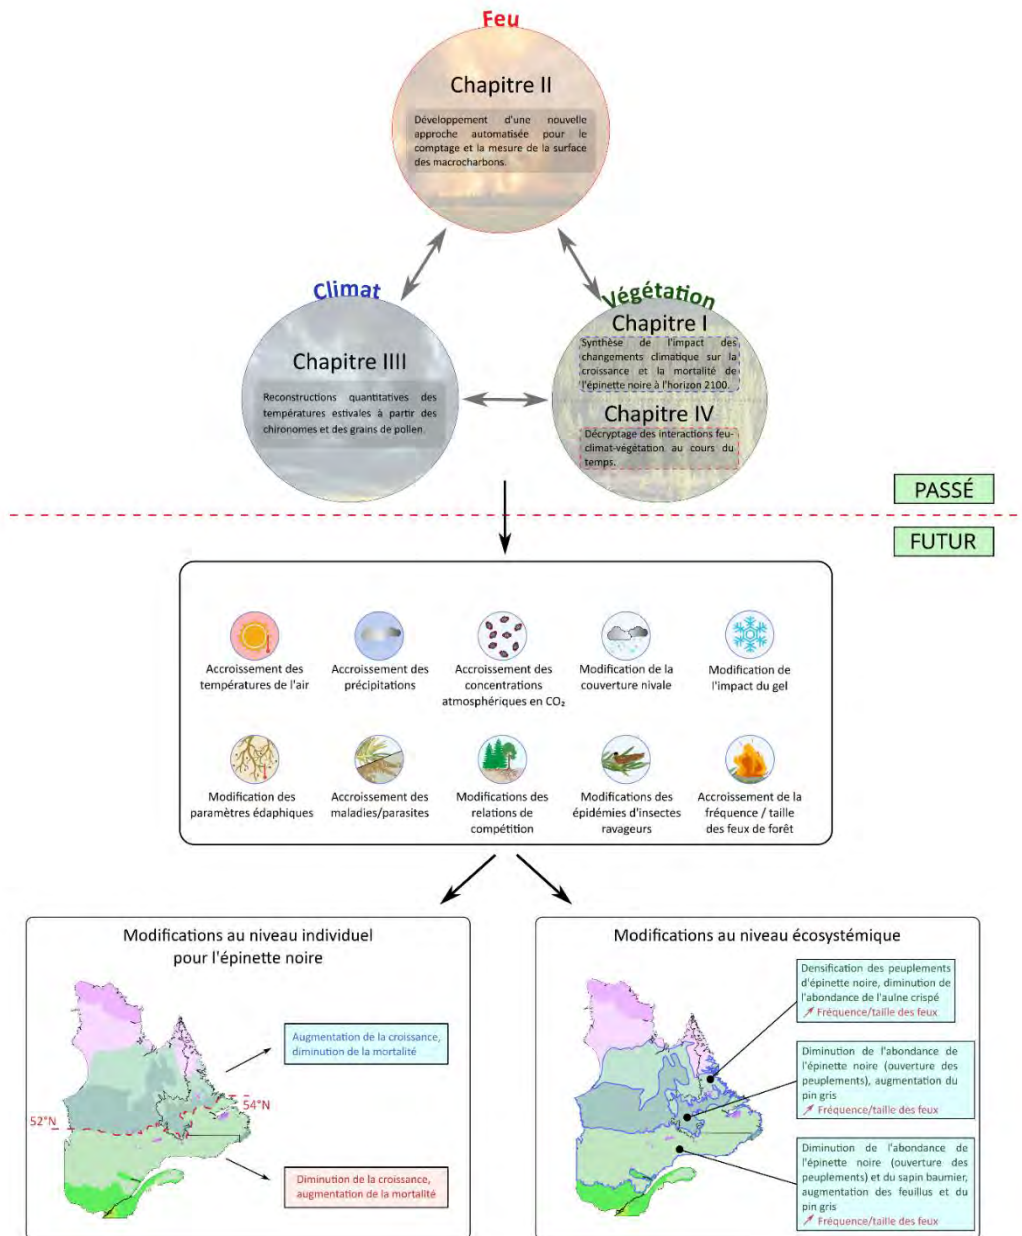 Feu
Chapitre II
Développement d'une nouvelle
approche automatisée pour le
comptage et la mesure de la surface
des macrocharbons.
Climat
Chapitre IIII
Reconstructions quantitatives des
températures estivales à partir des
chironomes et des grains de pollen.
Végétation
Chapitre I
Synthèse de l'impact des
changements climatique sur la
croissance et la mortalité de
l'épinette noire à l'horizon 2100.
Chapitre IV
Décryptage des interactions feu-
climat-végétation au cours du
temps.
PASSÉ
FUTUR
Accroissement des
températures de l'air
Accroissement des
précipitations
Accroissement des
concentrations
atmosphériques en CO₂
Modification de la
couverture nivale
Modification de
l'impact du gel
Modification des
paramètres édaphiques
Accroissement des
maladies/parasites
Modifications des
relations de
compétition
Modifications des
épidémies d'insectes
ravageurs
Accroissement de la
fréquence / taille
des feux de forêt
Modifications au niveau individuel
pour l'épinette noire
Augmentation de la croissance,
diminution de la mortalité
52°N
54°N
Diminution de la croissance,
augmentation de la mortalité
Modifications au niveau écosystémique
Densification des peuplements
d'épinette noire, diminution de
l'abondance de l'aulne crispé
↗ Fréquence/taille des feux
Diminution de l'abondance de
l'épinette noire (ouverture des
peuplements), augmentation du
pin gris
↗ Fréquence/taille des feux
Diminution de l'abondance de
l'épinette noire (ouverture des
peuplements) et du sapin baumier,
augmentation des feuillus et du
pin gris
↗ Fréquence/taille des feux